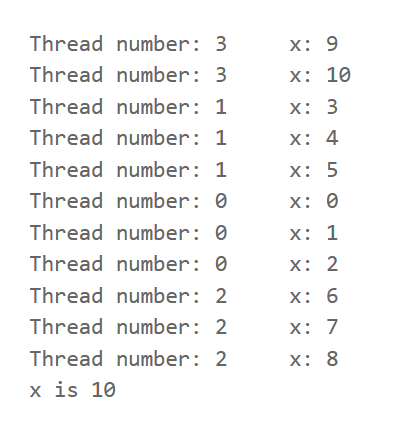 Thread number: 3     x: 9
Thread number: 3     x: 10
Thread number: 1     x: 3
Thread number: 1     x: 4
Thread number: 1     x: 5
Thread number: 0     x: 0
Thread number: 0     x: 1
Thread number: 0     x: 2
Thread number: 2     x: 6
Thread number: 2     x: 7
Thread number: 2     x: 8
x is 10